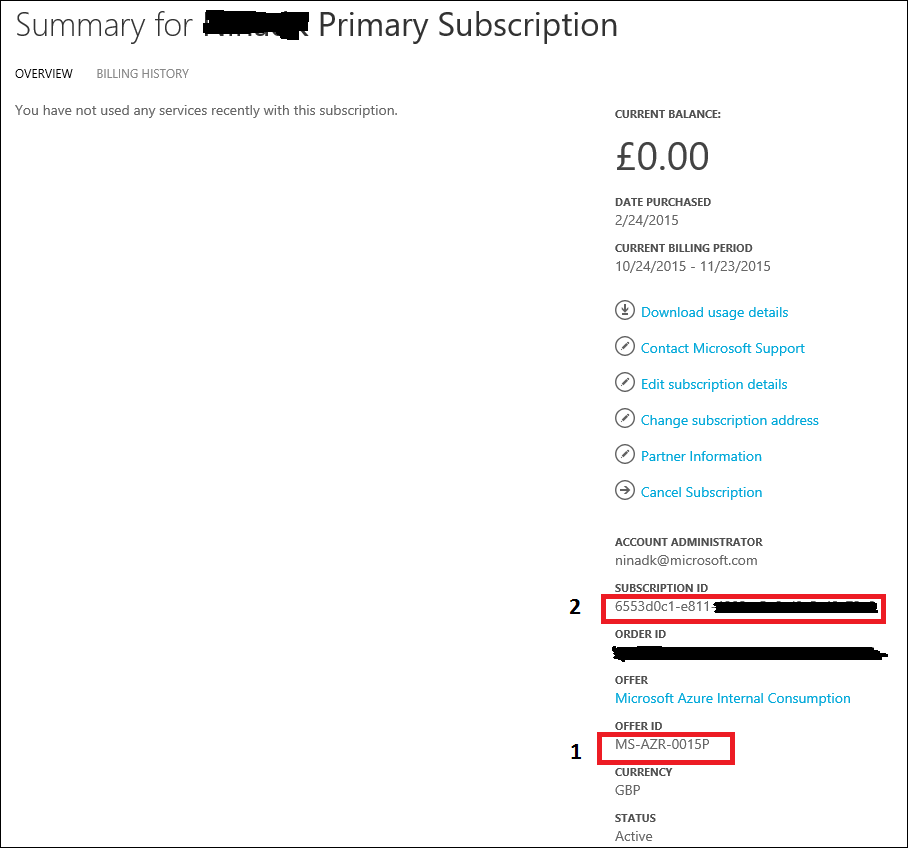 Summary for Primary Subscription
OVERVIEW BILLING HISTORY
You have not used any services recently with this subscription.
CURRENT BALANCE:
£0.00
DATE PURCHASED
2/24/2015
CURRENT BILLING PERIOD
10/24/2015 - 11/23/2015
Download usage details
Contact Microsoft Support
Edit subscription details
Change subscription address
Partner Information
Cancel Subscription
ACCOUNT ADMINISTRATOR
ninadk@microsoft.com
SUBSCRIPTION ID
2 6553d0c1-e811-
ORDER ID
OFFER
Microsoft Azure Internal Consumption
OFFER ID
1 MS-AZR-0015P
CURRENCY
GBP
STATUS
Active